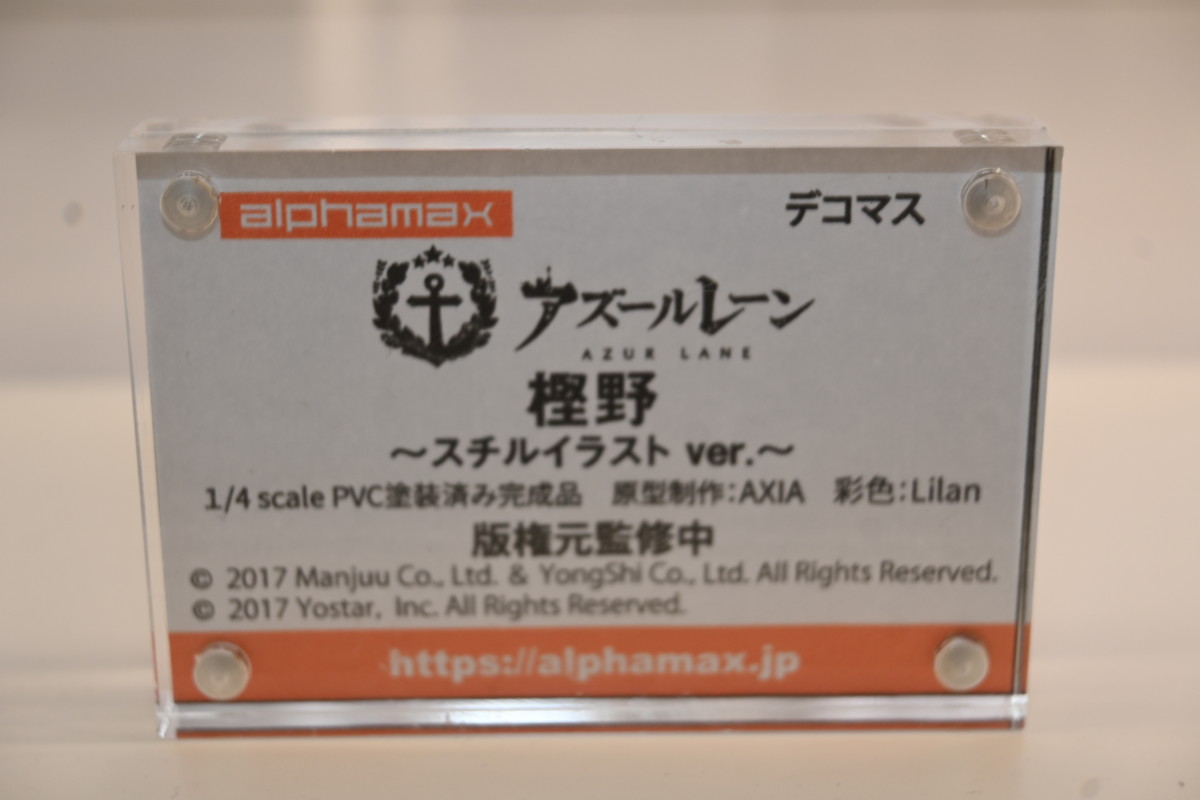 alphamax
デコマス
アズールレーン
AZUR LANE
樫野
～スチルイラスト ver.～
1/4 scale PVC塗装済み完成品　原型制作：AXIA　彩色：Lilan
版権元監修中
© 2017 Manjuu Co., Ltd. & YongShi Co., Ltd. All Rights Reserved.
© 2017 Yostar, Inc. All Rights Reserved.
https://alphamax.jp